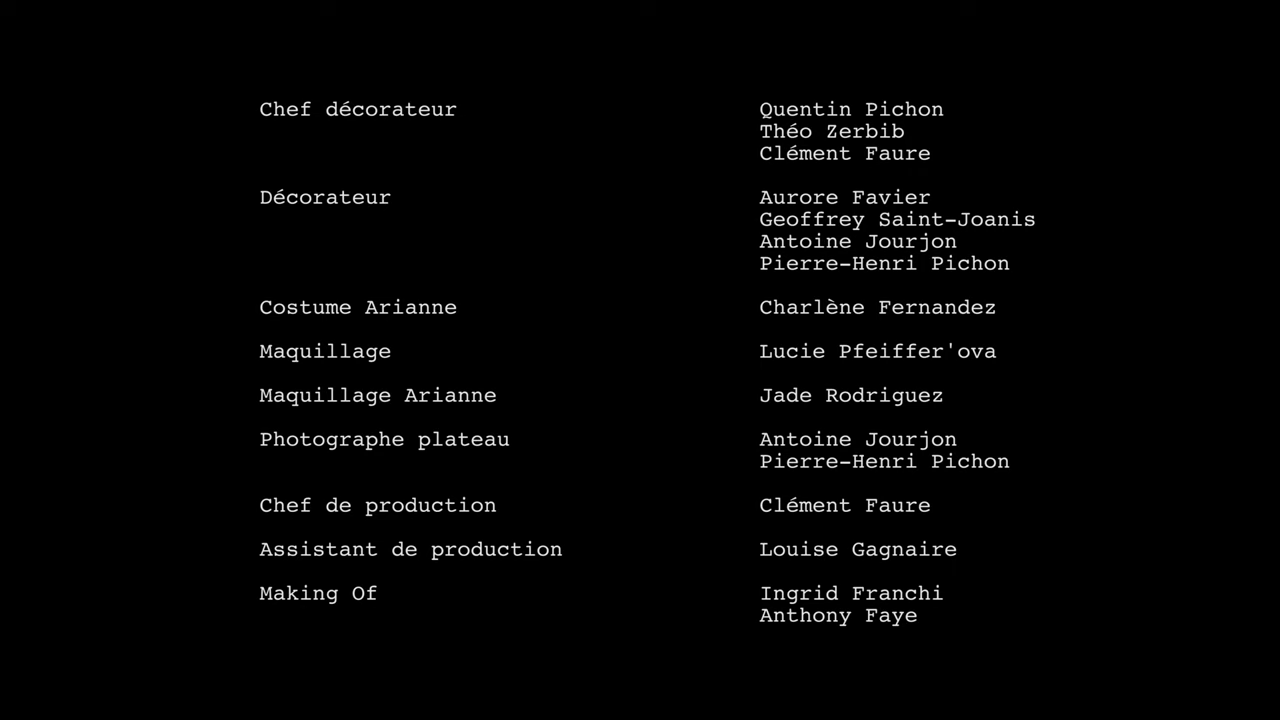 Chef décorateur Quentin Pichon
Théo Zerbib
Clément Faure
Décorateur Aurore Favier
Geoffrey Saint-Joanis
Antoine Jourjon
Pierre-Henri Pichon
Costume Arianne Charlène Fernandez
Maquillage Lucie Pfeiffer'ova
Maquillage Arianne Jade Rodriguez
Photographe plateau Antoine Jourjon
Pierre-Henri Pichon
Chef de production Clément Faure
Assistant de production Louise Gagnaire
Making Of Ingrid Franchi
Anthony Faye